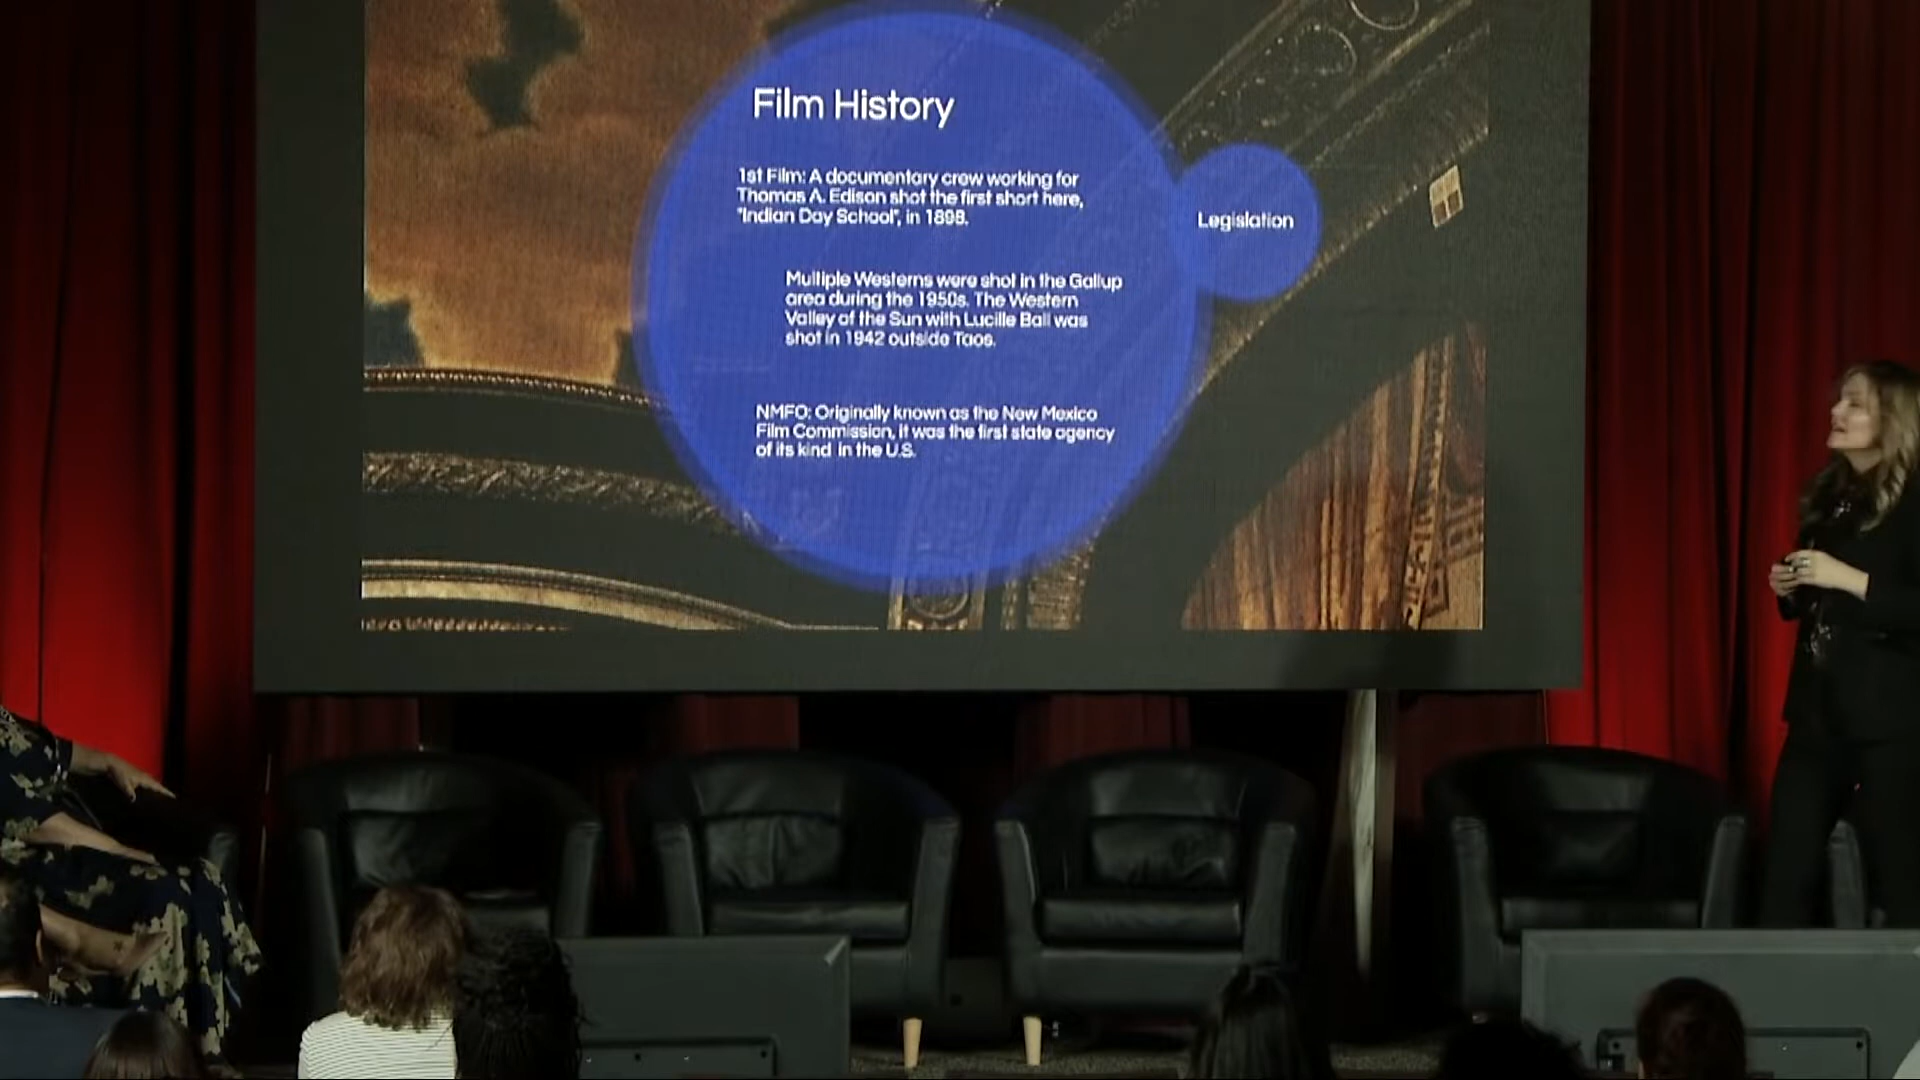 Film History
1st Film: A documentary crew working for
Thomas A. Edison shot the first short here,
"Indian Day School", in 1898.
Legislation
Multiple Westerns were shot in the Gallup
area during the 1950s. The Western
Valley of the Sun with Lucille Ball was
shot in 1942 outside Taos.
NMFO: Originally known as the New Mexico
Film Commission, it was the first state agency
of its kind in the U.S.